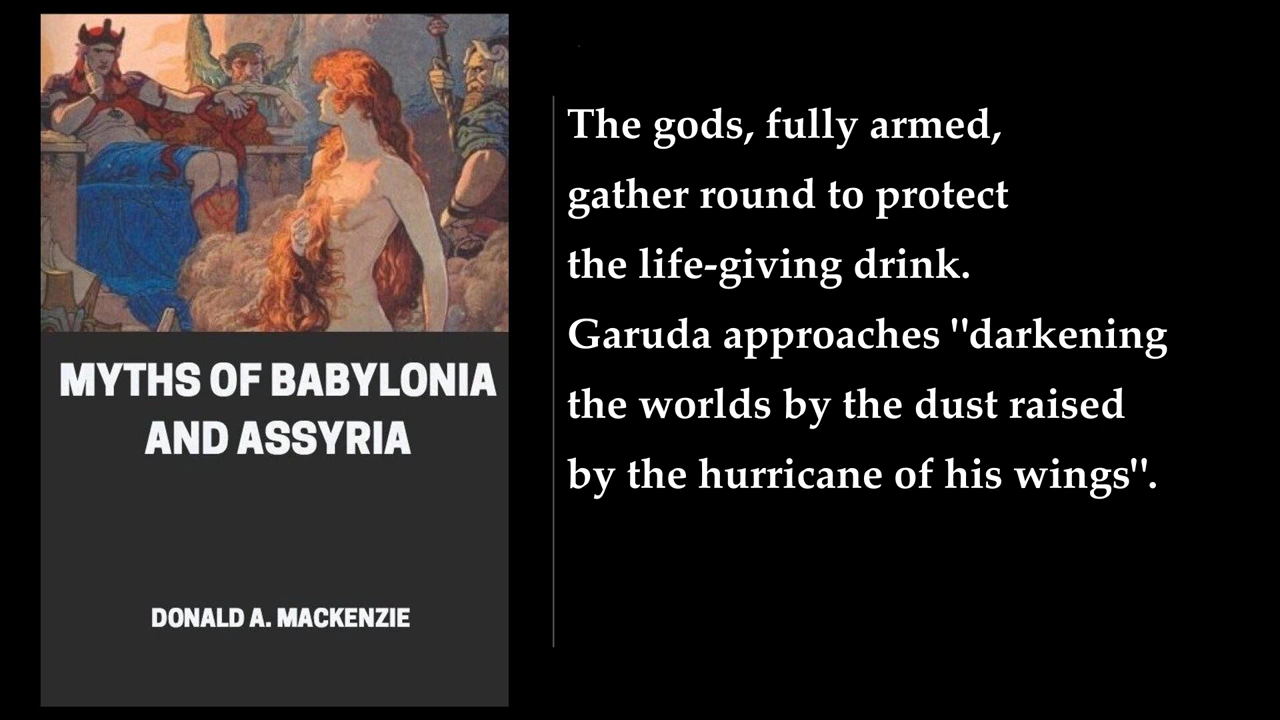 MYTHS OF BABYLONIA
AND ASSYRIA
DONALD A. MACKENZIE
The gods, fully armed,
gather round to protect
the life-giving drink.
Garuda approaches "darkening
the worlds by the dust raised
by the hurricane of his wings".